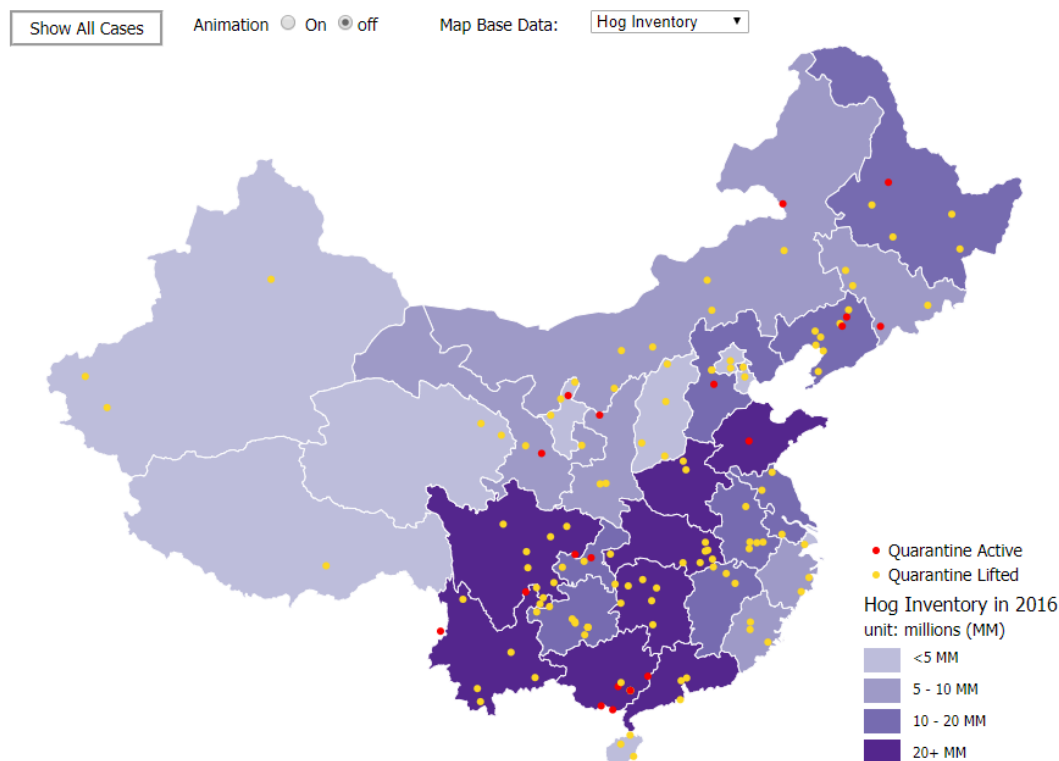 Show All Cases Animation On off Map Base Data: Hog Inventory
Quarantine Active
Quarantine Lifted
Hog Inventory in 2016
unit: millions (MM)
<5 MM
5 - 10 MM
10 - 20 MM
20+ MM